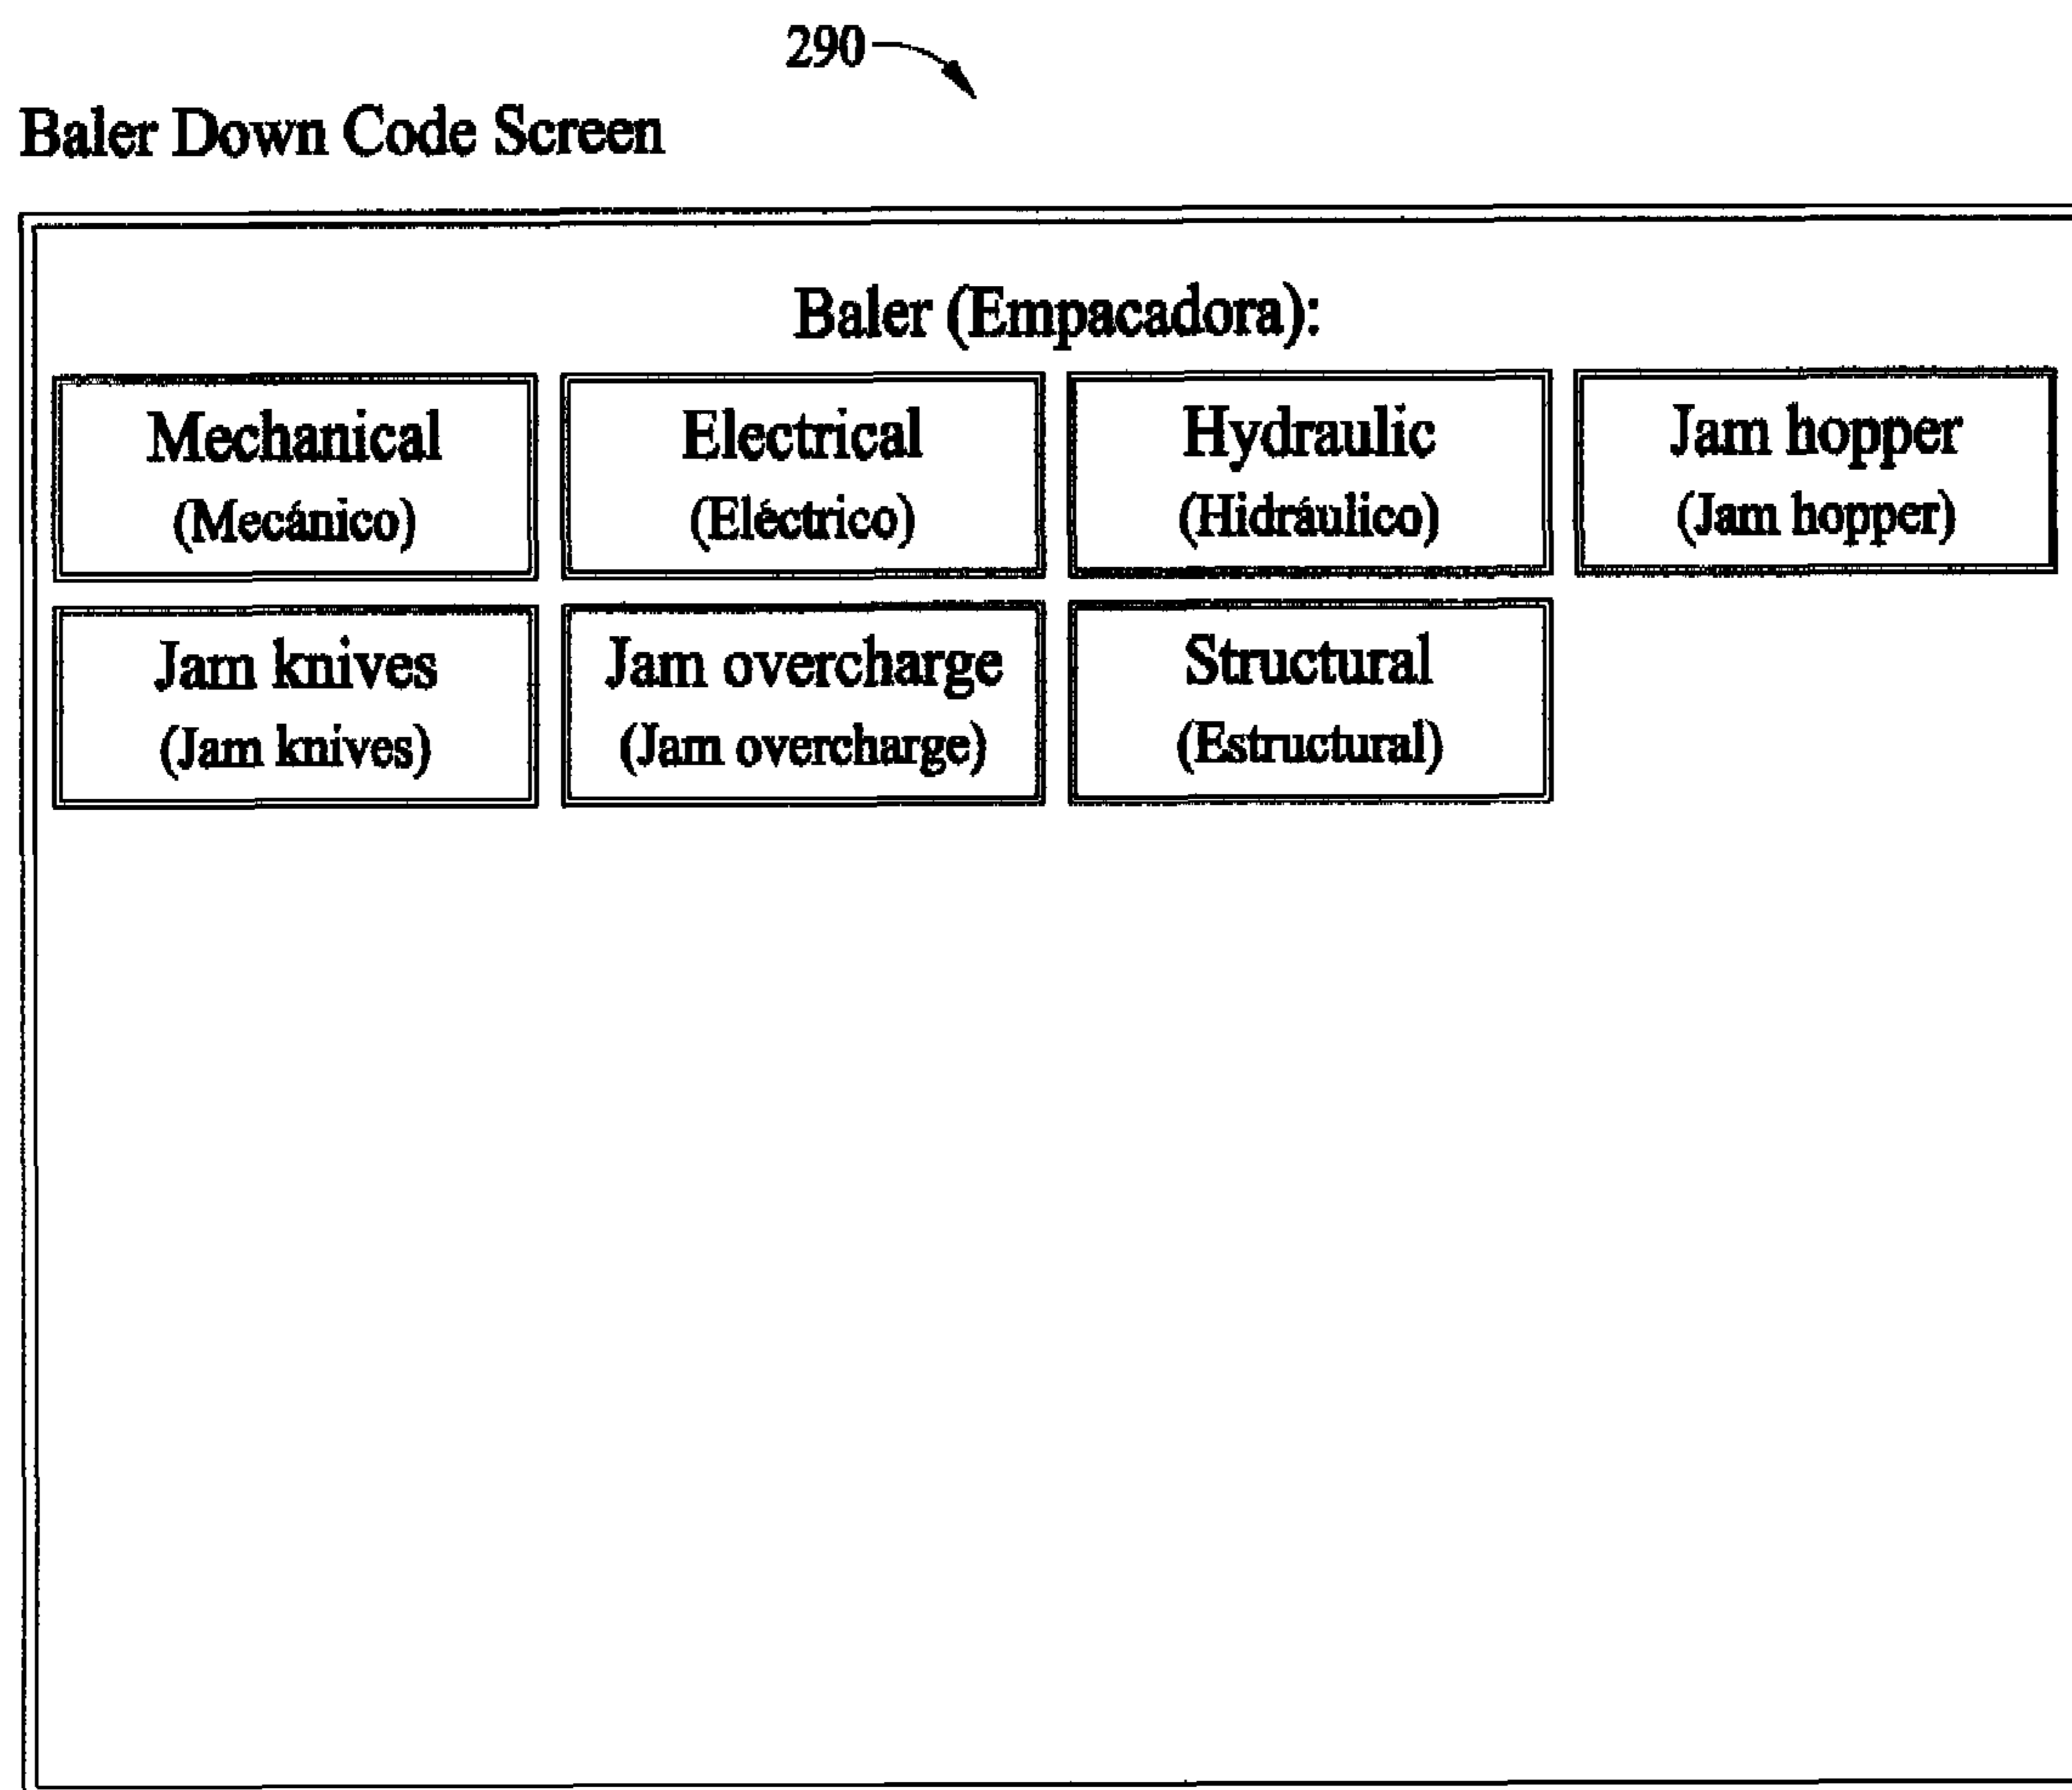 290
Baler Down Code Screen
Baler (Empacadora):
Mechanical
(Mecánico)
Electrical
(Eléctrico)
Hydraulic
(Hidráulico)
Jam hopper
(Jam hopper)
Jam knives
(Jam knives)
Jam overcharge
(Jam overcharge)
Structural
(Estructural)